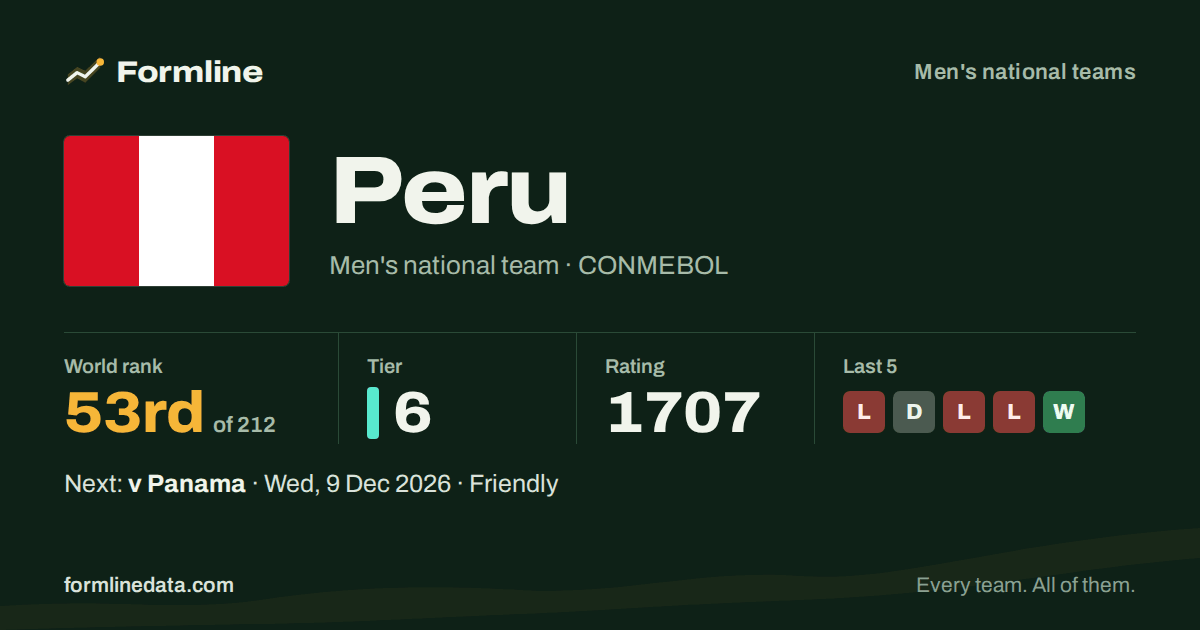 Formline
Men's national teams
Peru
Men's national team · CONMEBOL
World rank
53rd of 212
Tier
6
Rating
1707
Last 5
L D L L W
Next: v Panama · Wed, 9 Dec 2026 · Friendly
formlinedata.com
Every team. All of them.